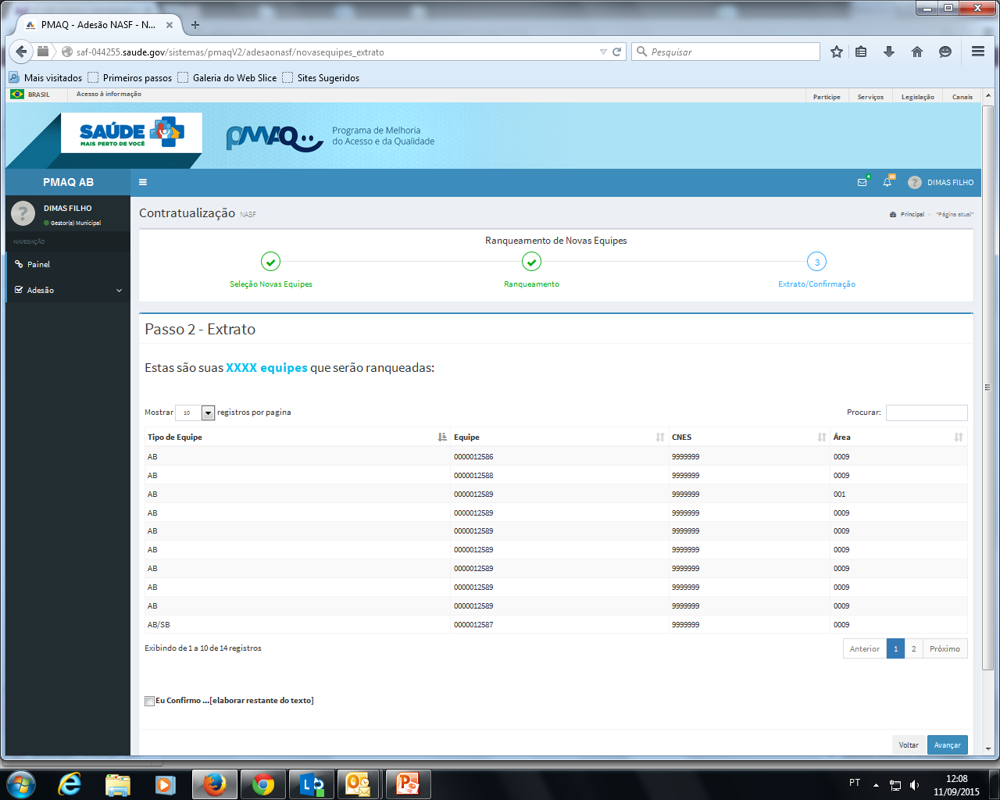 PMAQ - Adesão NASF - N...
saf-044255.saude.gov/sistemas/pmaqV2/adesaonasf/novasequipes_extrato
Pesquisar
Mais visitados Primeiros passos Galeria do Web Slice Sites Sugeridos
BRASIL Acesso à informação Participe Serviços Legislação Canais
SAÚDE
MAIS PERTO DE VOCÊ
PMAQ
Programa de Melhoria
do Acesso e da Qualidade
PMAQ AB
4 10 DIMAS FILHO
DIMAS FILHO
Gestor(a) Municipal
NAVEGAÇÃO
Painel
Adesão
Contratualização NASF
Principal > "Página atual"
Ranqueamento de Novas Equipes
3
Seleção Novas Equipes Ranqueamento Extrato/Confirmação
Passo 2 - Extrato
Estas são suas XXXX equipes que serão ranqueadas:
Mostrar 10 registros por pagina Procurar:
Tipo de Equipe Equipe CNES Área
AB 0000012586 9999999 0009
AB 0000012588 9999999 0009
AB 0000012589 9999999 001
AB 0000012589 9999999 0009
AB 0000012589 9999999 0009
AB 0000012589 9999999 0009
AB 0000012589 9999999 0009
AB 0000012589 9999999 0009
AB 0000012589 9999999 0009
AB/SB 0000012587 9999999 0009
Exibindo de 1 a 10 de 14 registros Anterior 1 2 Próximo
Eu Confirmo ...[elaborar restante do texto]
Voltar Avançar
PT 12:08
11/09/2015